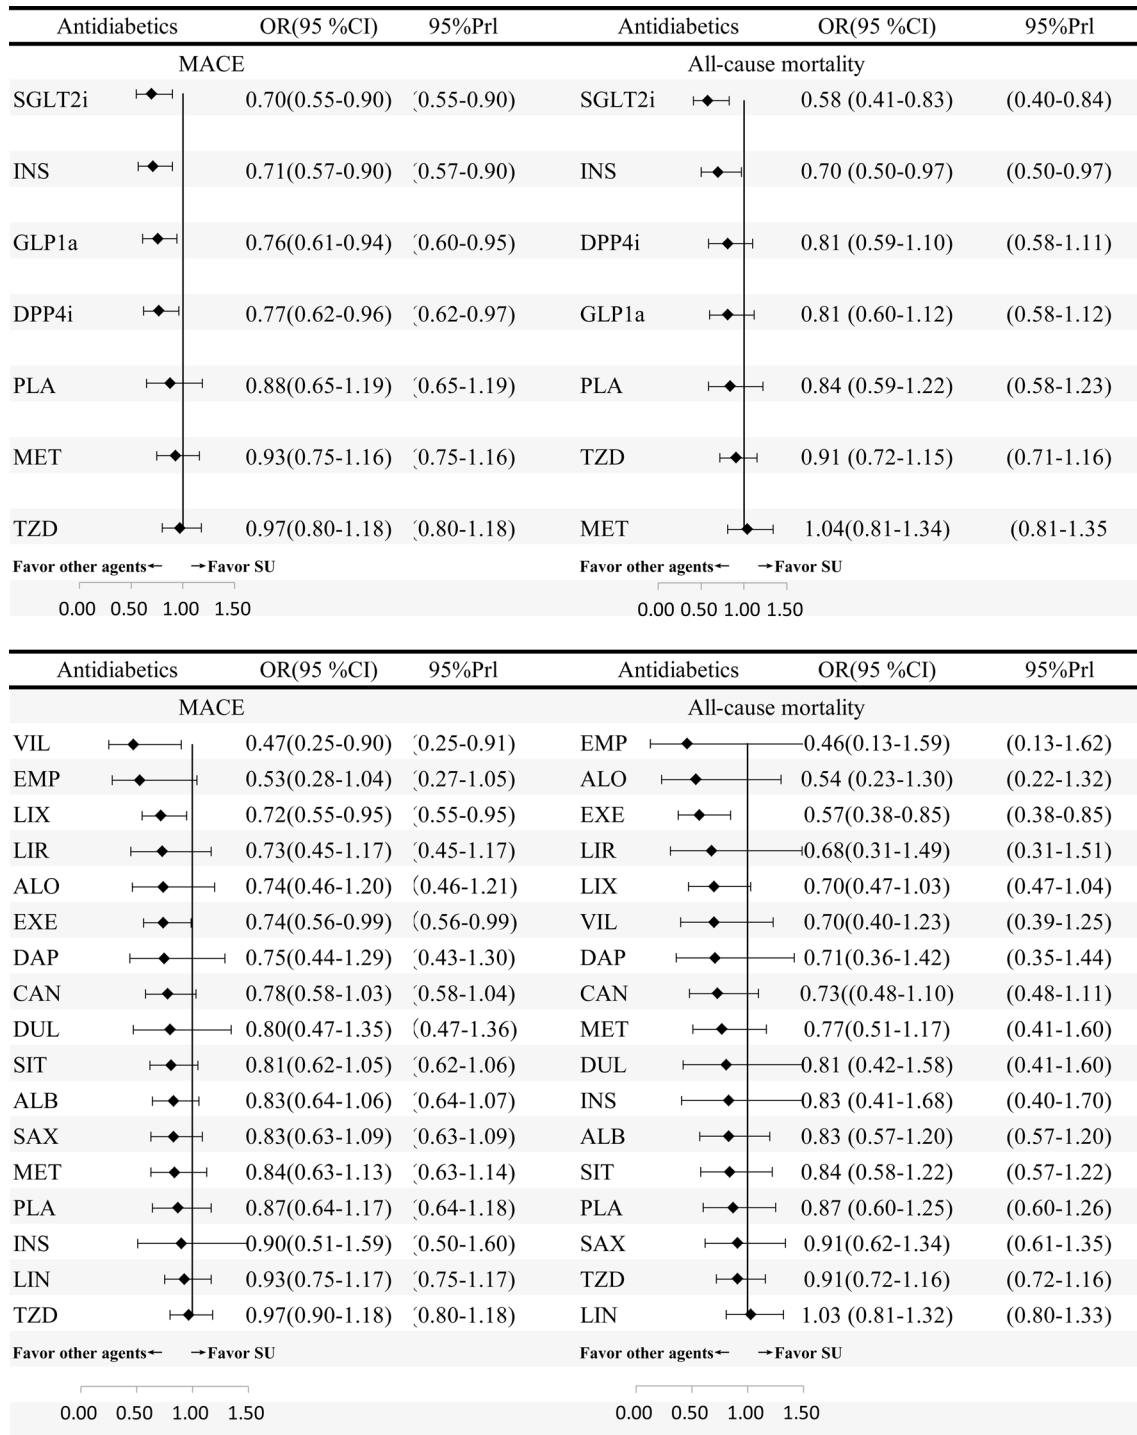 Antidiabetics OR(95 %CI) 95%Prl Antidiabetics OR(95 %CI) 95%Prl
MACE All-cause mortality
SGLT2i 0.70(0.55-0.90) (0.55-0.90) SGLT2i 0.58 (0.41-0.83) (0.40-0.84)
INS 0.71(0.57-0.90) (0.57-0.90) INS 0.70 (0.50-0.97) (0.50-0.97)
GLP1a 0.76(0.61-0.94) (0.60-0.95) DPP4i 0.81 (0.59-1.10) (0.58-1.11)
DPP4i 0.77(0.62-0.96) (0.62-0.97) GLP1a 0.81 (0.60-1.12) (0.58-1.12)
PLA 0.88(0.65-1.19) (0.65-1.19) PLA 0.84 (0.59-1.22) (0.58-1.23)
MET 0.93(0.75-1.16) (0.75-1.16) TZD 0.91 (0.72-1.15) (0.71-1.16)
TZD 0.97(0.80-1.18) (0.80-1.18) MET 1.04(0.81-1.34) (0.81-1.35
Favor other agents← →Favor SU Favor other agents← →Favor SU
0.00 0.50 1.00 1.50 0.00 0.50 1.00 1.50
Antidiabetics OR(95 %CI) 95%Prl Antidiabetics OR(95 %CI) 95%Prl
MACE All-cause mortality
VIL 0.47(0.25-0.90) (0.25-0.91) EMP 0.46(0.13-1.59) (0.13-1.62)
EMP 0.53(0.28-1.04) (0.27-1.05) ALO 0.54 (0.23-1.30) (0.22-1.32)
LIX 0.72(0.55-0.95) (0.55-0.95) EXE 0.57(0.38-0.85) (0.38-0.85)
LIR 0.73(0.45-1.17) (0.45-1.17) LIR 0.68(0.31-1.49) (0.31-1.51)
ALO 0.74(0.46-1.20) (0.46-1.21) LIX 0.70(0.47-1.03) (0.47-1.04)
EXE 0.74(0.56-0.99) (0.56-0.99) VIL 0.70(0.40-1.23) (0.39-1.25)
DAP 0.75(0.44-1.29) (0.43-1.30) DAP 0.71(0.36-1.42) (0.35-1.44)
CAN 0.78(0.58-1.03) (0.58-1.04) CAN 0.73((0.48-1.10) (0.48-1.11)
DUL 0.80(0.47-1.35) (0.47-1.36) MET 0.77(0.51-1.17) (0.41-1.60)
SIT 0.81(0.62-1.05) (0.62-1.06) DUL 0.81 (0.42-1.58) (0.41-1.60)
ALB 0.83(0.64-1.06) (0.64-1.07) INS 0.83 (0.41-1.68) (0.40-1.70)
SAX 0.83(0.63-1.09) (0.63-1.09) ALB 0.83 (0.57-1.20) (0.57-1.20)
MET 0.84(0.63-1.13) (0.63-1.14) SIT 0.84 (0.58-1.22) (0.57-1.22)
PLA 0.87(0.64-1.17) (0.64-1.18) PLA 0.87 (0.60-1.25) (0.60-1.26)
INS 0.90(0.51-1.59) (0.50-1.60) SAX 0.91(0.62-1.34) (0.61-1.35)
LIN 0.93(0.75-1.17) (0.75-1.17) TZD 0.91(0.72-1.16) (0.72-1.16)
TZD 0.97(0.90-1.18) (0.80-1.18) LIN 1.03 (0.81-1.32) (0.80-1.33)
Favor other agents← →Favor SU Favor other agents← →Favor SU
0.00 0.50 1.00 1.50 0.00 0.50 1.00 1.50